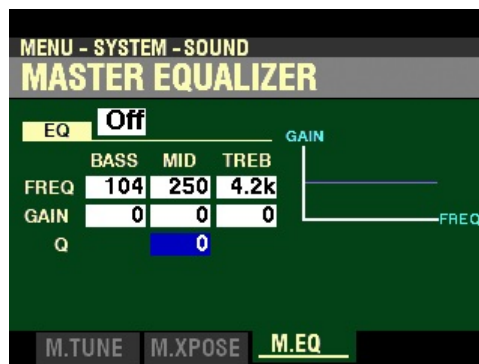 MENU - SYSTEM - SOUND
MASTER EQUALIZER
EQ Off
GAIN
BASS MID TREB
FREQ 104 250 4.2k
GAIN 0 0 0
FREQ
Q 0
M.TUNE M.XPOSE M.EQ